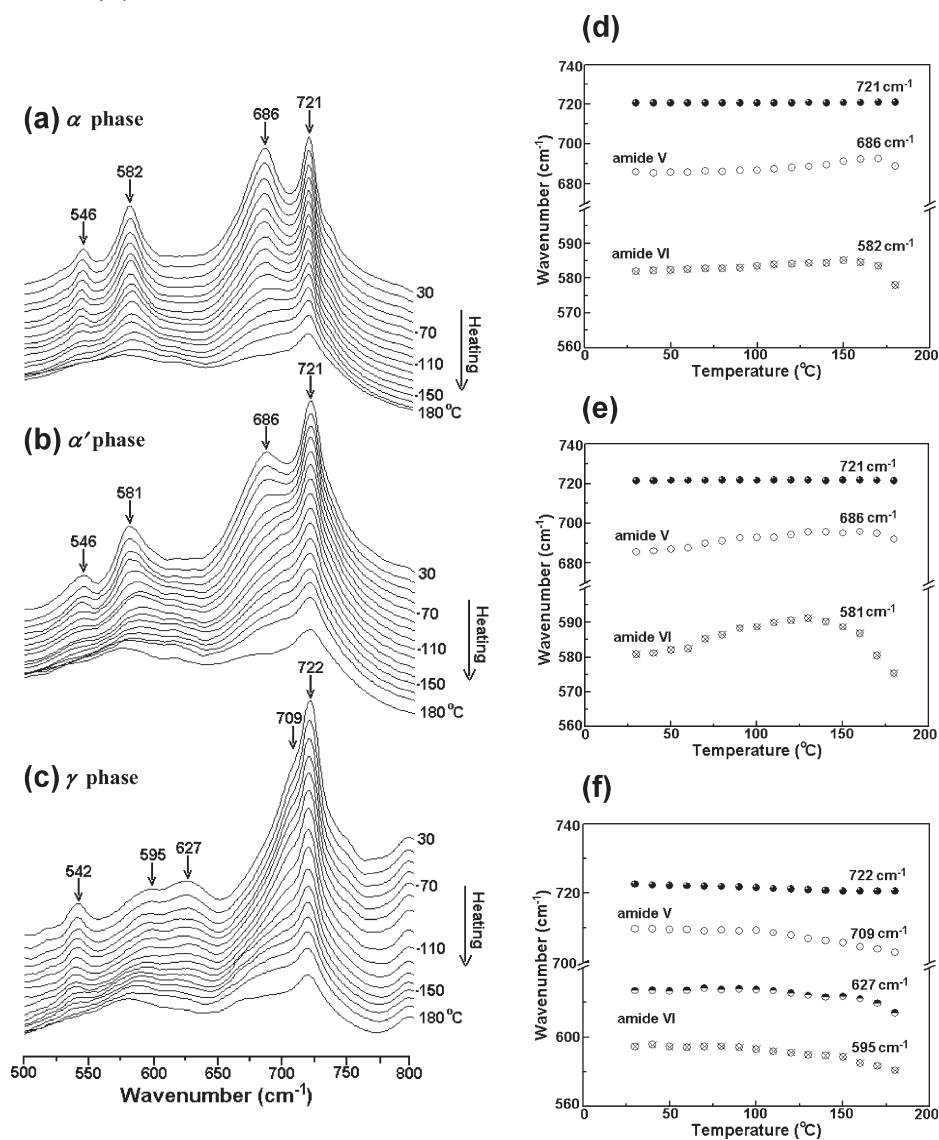 (a) α phase
546
582
686
721
30
-70
-110
-150
180 °C
Heating
(b) α′ phase
546
581
686
721
30
-70
-110
-150
180 °C
Heating
(c) γ phase
542
595
627
709
722
30
-70
-110
-150
180 °C
Heating
500 550 600 650 700 750 800
Wavenumber (cm-1)
(d)
740
720
700
680
590
580
570
560
Wavenumber (cm-1)
721 cm-1
amide V
686 cm-1
amide VI
582 cm-1
0 50 100 150 200
Temperature (°C)
(e)
740
720
700
680
590
580
570
560
Wavenumber (cm-1)
721 cm-1
amide V
686 cm-1
amide VI
581 cm-1
0 50 100 150 200
Temperature (°C)
(f)
740
720
700
600
560
Wavenumber (cm-1)
722 cm-1
amide V
709 cm-1
627 cm-1
amide VI
595 cm-1
0 50 100 150 200
Temperature (°C)